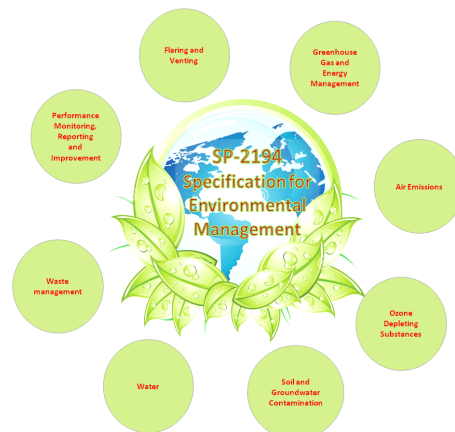 Flaring and
Venting
Greenhouse
Gas and
Energy
Management
Performance
Monitoring,
Reporting
and
Improvement
SP-2194
Specification for
Environmental
Management
Air Emissions
Waste
management
Ozone
Depleting
Substances
Water
Soil and
Groundwater
Contamination